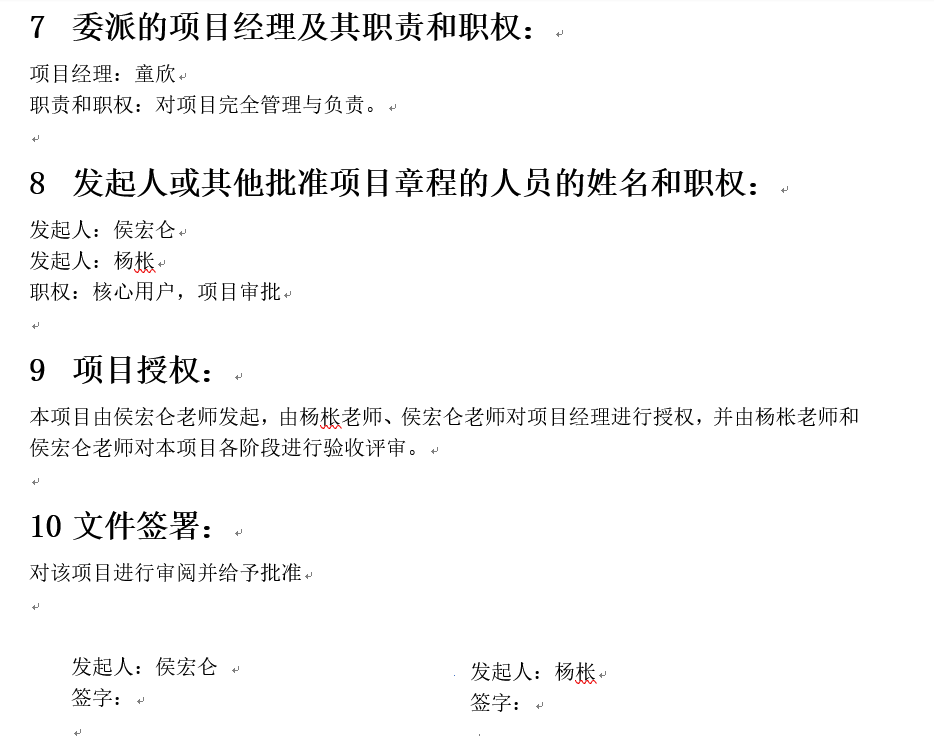 7 委派的项目经理及其职责和职权：
项目经理：童欣
职责和职权：对项目完全管理与负责。
8 发起人或其他批准项目章程的人员的姓名和职权：
发起人：侯宏仑
发起人：杨枨
职权：核心用户，项目审批
9 项目授权：
本项目由侯宏仑老师发起，由杨枨老师、侯宏仑老师对项目经理进行授权，并由杨枨老师和
侯宏仑老师对本项目各阶段进行验收评审。
10 文件签署：
对该项目进行审阅并给予批准
发起人：侯宏仑
发起人：杨枨
签字：
签字：